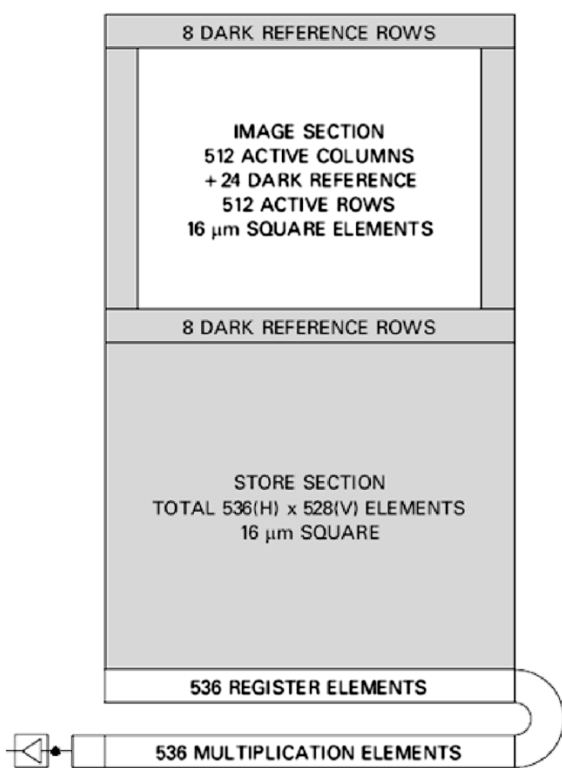 8 DARK REFERENCE ROWS
IMAGE SECTION
512 ACTIVE COLUMNS
+ 24 DARK REFERENCE
512 ACTIVE ROWS
16 μm SQUARE ELEMENTS
8 DARK REFERENCE ROWS
STORE SECTION
TOTAL 536(H) x 528(V) ELEMENTS
16 μm SQUARE
536 REGISTER ELEMENTS
536 MULTIPLICATION ELEMENTS